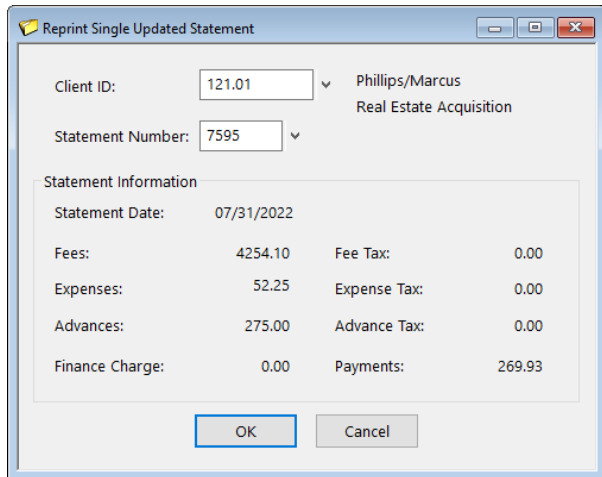 Reprint Single Updated Statement
Client ID: 121.01 Phillips/Marcus
Real Estate Acquisition
Statement Number: 7595
Statement Information
Statement Date: 07/31/2022
Fees: 4254.10 Fee Tax: 0.00
Expenses: 52.25 Expense Tax: 0.00
Advances: 275.00 Advance Tax: 0.00
Finance Charge: 0.00 Payments: 269.93
OK Cancel